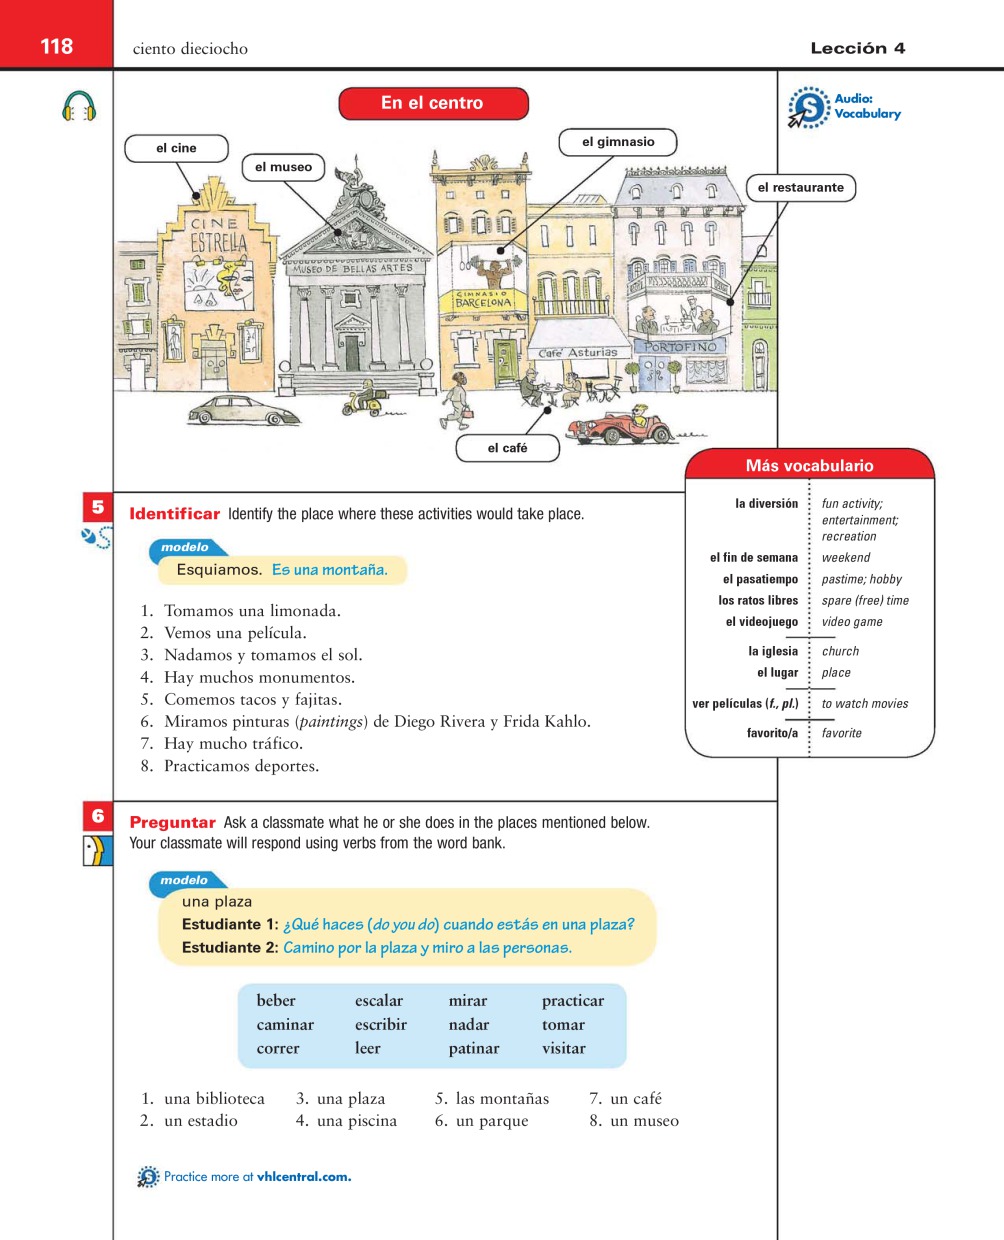 118
ciento dieciocho
Lección 4
En el centro
Audio:
Vocabulary
el cine
el museo
el gimnasio
el restaurante
CINE
ESTRELLA
MUSEO DE BELLAS ARTES
GIMNASIO
BARCELONA
Café Asturias
PORTOFINO
el café
Más vocabulario
la diversión fun activity;
entertainment;
recreation
el fin de semana weekend
el pasatiempo pastime; hobby
los ratos libres spare (free) time
el videojuego video game
la iglesia church
el lugar place
ver películas (f., pl.) to watch movies
favorito/a favorite
5 Identificar Identify the place where these activities would take place.
modelo
Esquiamos. Es una montaña.
1. Tomamos una limonada.
2. Vemos una película.
3. Nadamos y tomamos el sol.
4. Hay muchos monumentos.
5. Comemos tacos y fajitas.
6. Miramos pinturas (paintings) de Diego Rivera y Frida Kahlo.
7. Hay mucho tráfico.
8. Practicamos deportes.
6 Preguntar Ask a classmate what he or she does in the places mentioned below.
Your classmate will respond using verbs from the word bank.
modelo
una plaza
Estudiante 1: ¿Qué haces (do you do) cuando estás en una plaza?
Estudiante 2: Camino por la plaza y miro a las personas.
beber escalar mirar practicar
caminar escribir nadar tomar
correr leer patinar visitar
1. una biblioteca 3. una plaza 5. las montañas 7. un café
2. un estadio 4. una piscina 6. un parque 8. un museo
Practice more at vhlcentral.com.